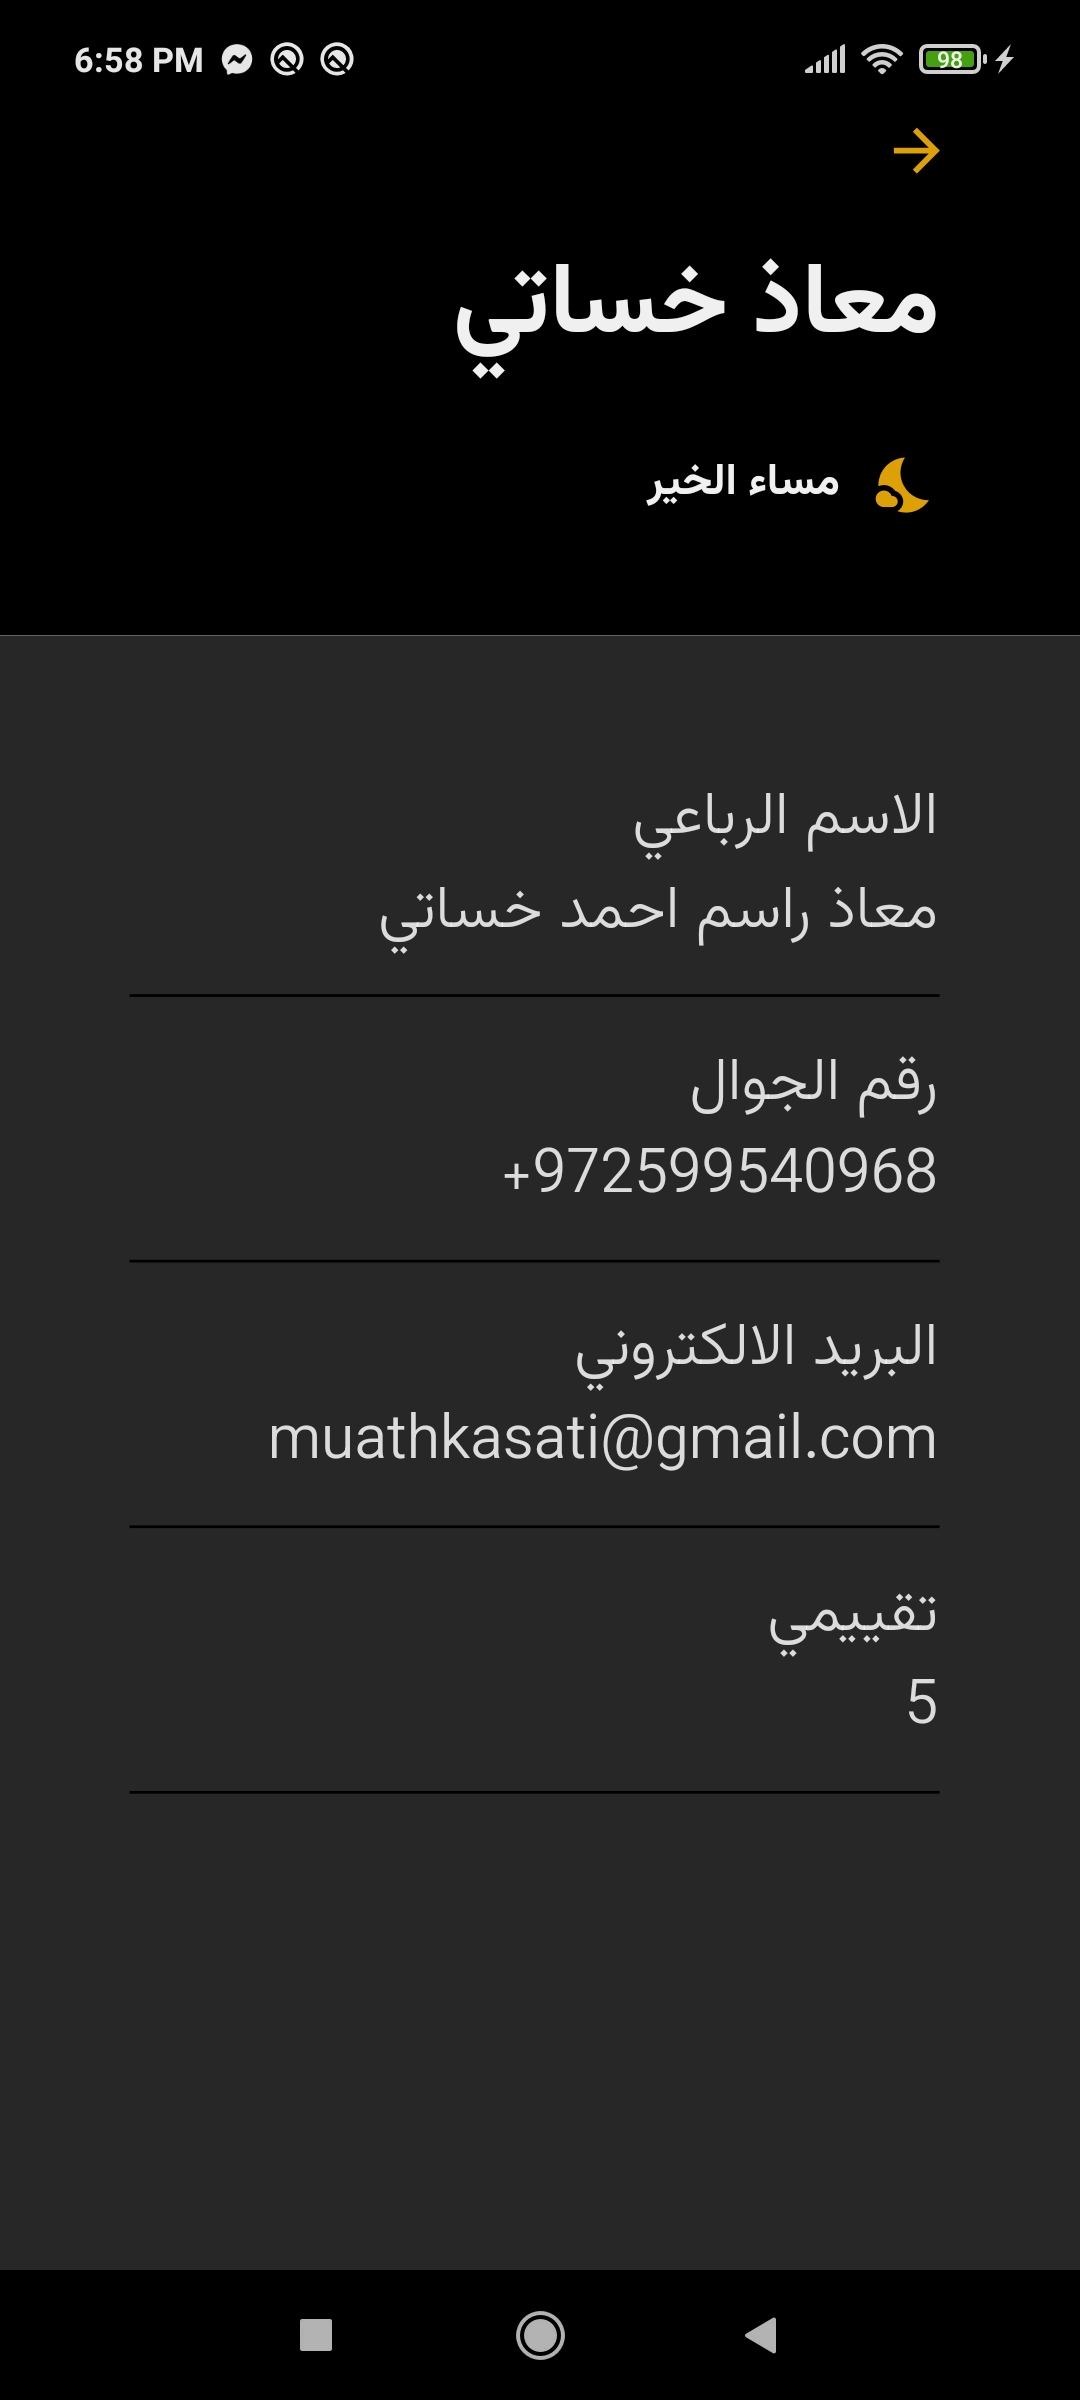 6:58 PM
98
معاذ خساتي
مساء الخير
الاسم الرباعي
معاذ راسم احمد خساتي
رقم الجوال
+972599540968
البريد الالكتروني
muathkasati@gmail.com
تقييمي
5